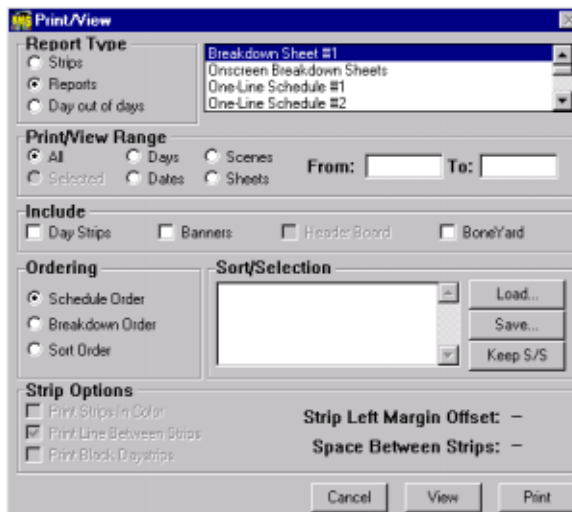 Print/View
Report Type
Strips
Reports
Day out of days
Breakdown Sheet #1
Onscreen Breakdown Sheets
One-Line Schedule #1
One-Line Schedule #2
Print/View Range
All Days Scenes
Selected Dates Sheets
From: To:
Include
Day Strips Banners Header Board BoneYard
Ordering
Schedule Order
Breakdown Order
Sort Order
Sort/Selection
Load...
Save...
Keep S/S
Strip Options
Print Strips In Color
Print Line Between Strips
Print Black Daystrips
Strip Left Margin Offset: –
Space Between Strips: –
Cancel View Print